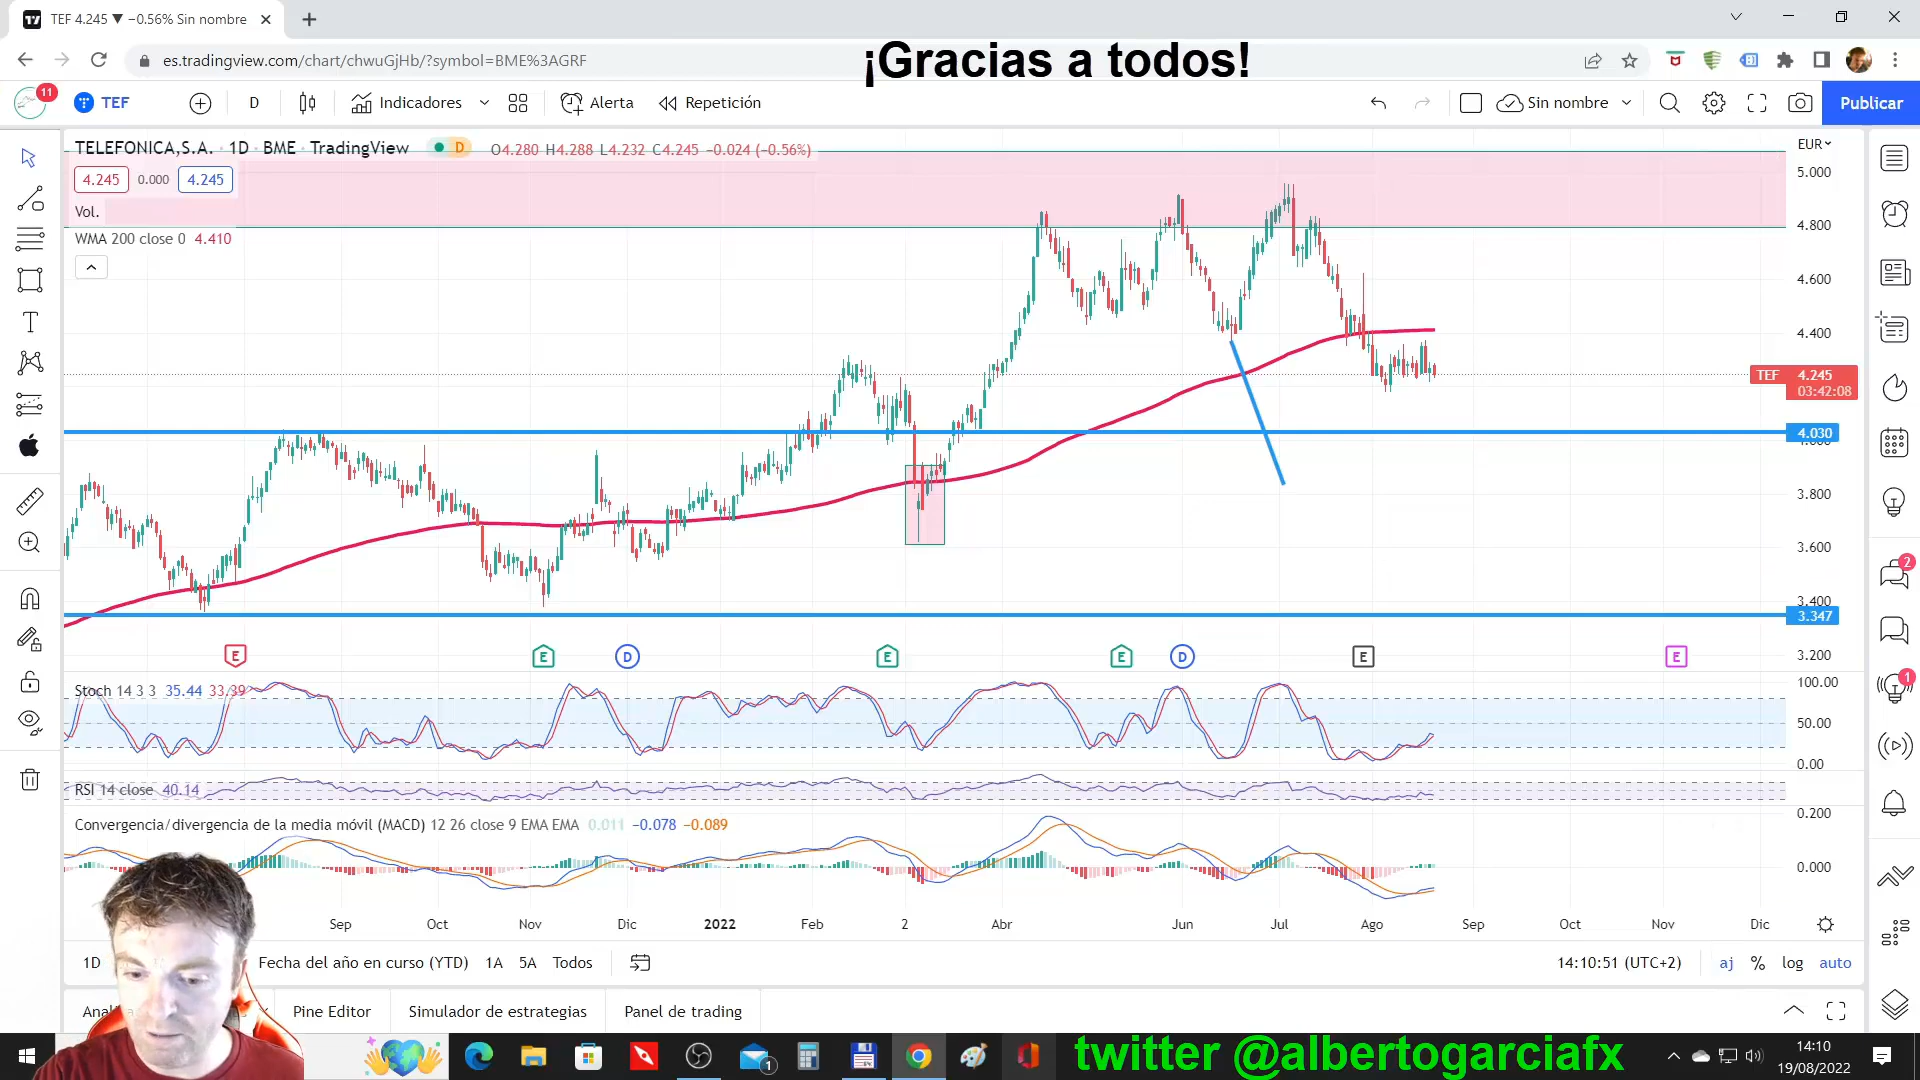 TEF 4.245 ▼ −0.56% Sin nombre
es.tradingview.com/chart/chwuGjHb/?symbol=BME%3AGRF
¡Gracias a todos!
11
TEF
D
Indicadores
Alerta
Repetición
Sin nombre
Publicar
TELEFONICA,S.A. · 1D · BME · TradingView
D
O4.280 H4.288 L4.232 C4.245 −0.024 (−0.56%)
EUR
4.245 0.000 4.245
Vol.
WMA 200 close 0 4.410
5.000
4.800
4.600
4.400
TEF 4.245
03:42:08
4.030
4.000
3.800
3.600
3.400
3.347
3.200
E E D E E D E E
Stoch 14 3 3 35.44 33.39
100.00
50.00
0.00
RSI 14 close 40.14
Convergencia/divergencia de la media móvil (MACD) 12 26 close 9 EMA EMA 0.011 −0.078 −0.089
0.200
0.000
Sep Oct Nov Dic 2022 Feb 2 Abr Jun Jul Ago Sep Oct Nov Dic
1D
Fecha del año en curso (YTD) 1A 5A Todos
14:10:51 (UTC+2) aj % log auto
Pine Editor Simulador de estrategias Panel de trading
2
1
1
twitter @albertogarciafx
14:10
19/08/2022